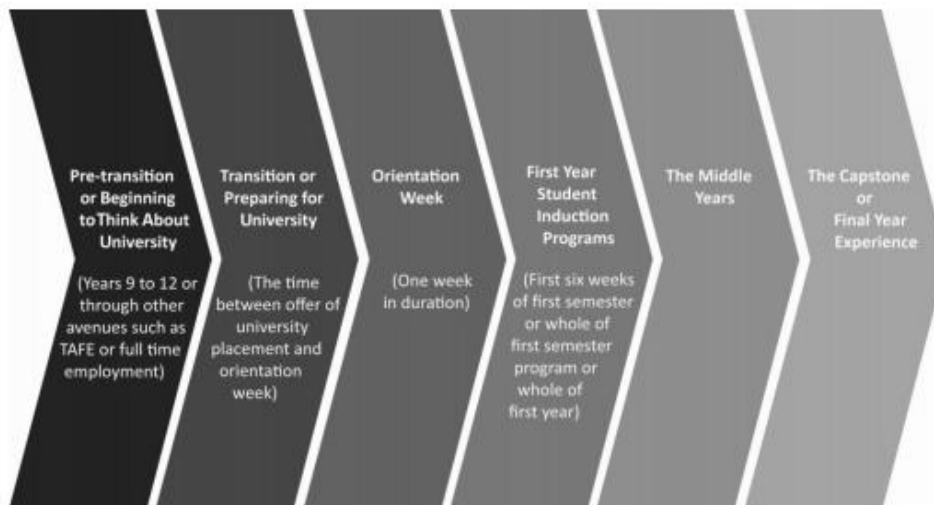 Pre-transition
or Beginning
to Think About
University
(Years 9 to 12 or
through other
avenues such as
TAFE or full time
employment)
Transition or
Preparing for
University
(The time
between offer of
university
placement and
orientation
week)
Orientation
Week
(One week
in duration)
First Year
Student
Induction
Programs
(First six weeks
of first semester
or whole of
first semester
program or
whole of
first year)
The Middle
Years
The Capstone
or
Final Year
Experience